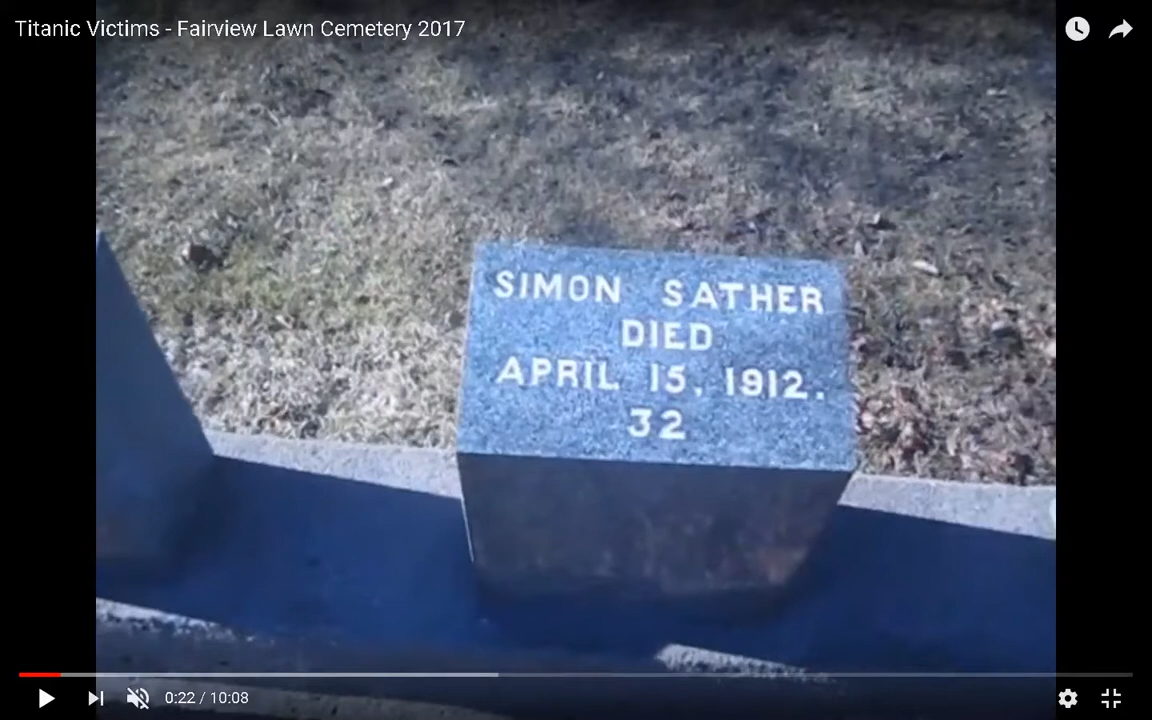 Titanic Victims - Fairview Lawn Cemetery 2017
SIMON SATHER
DIED
APRIL 15, 1912.
32
0:22 / 10:08